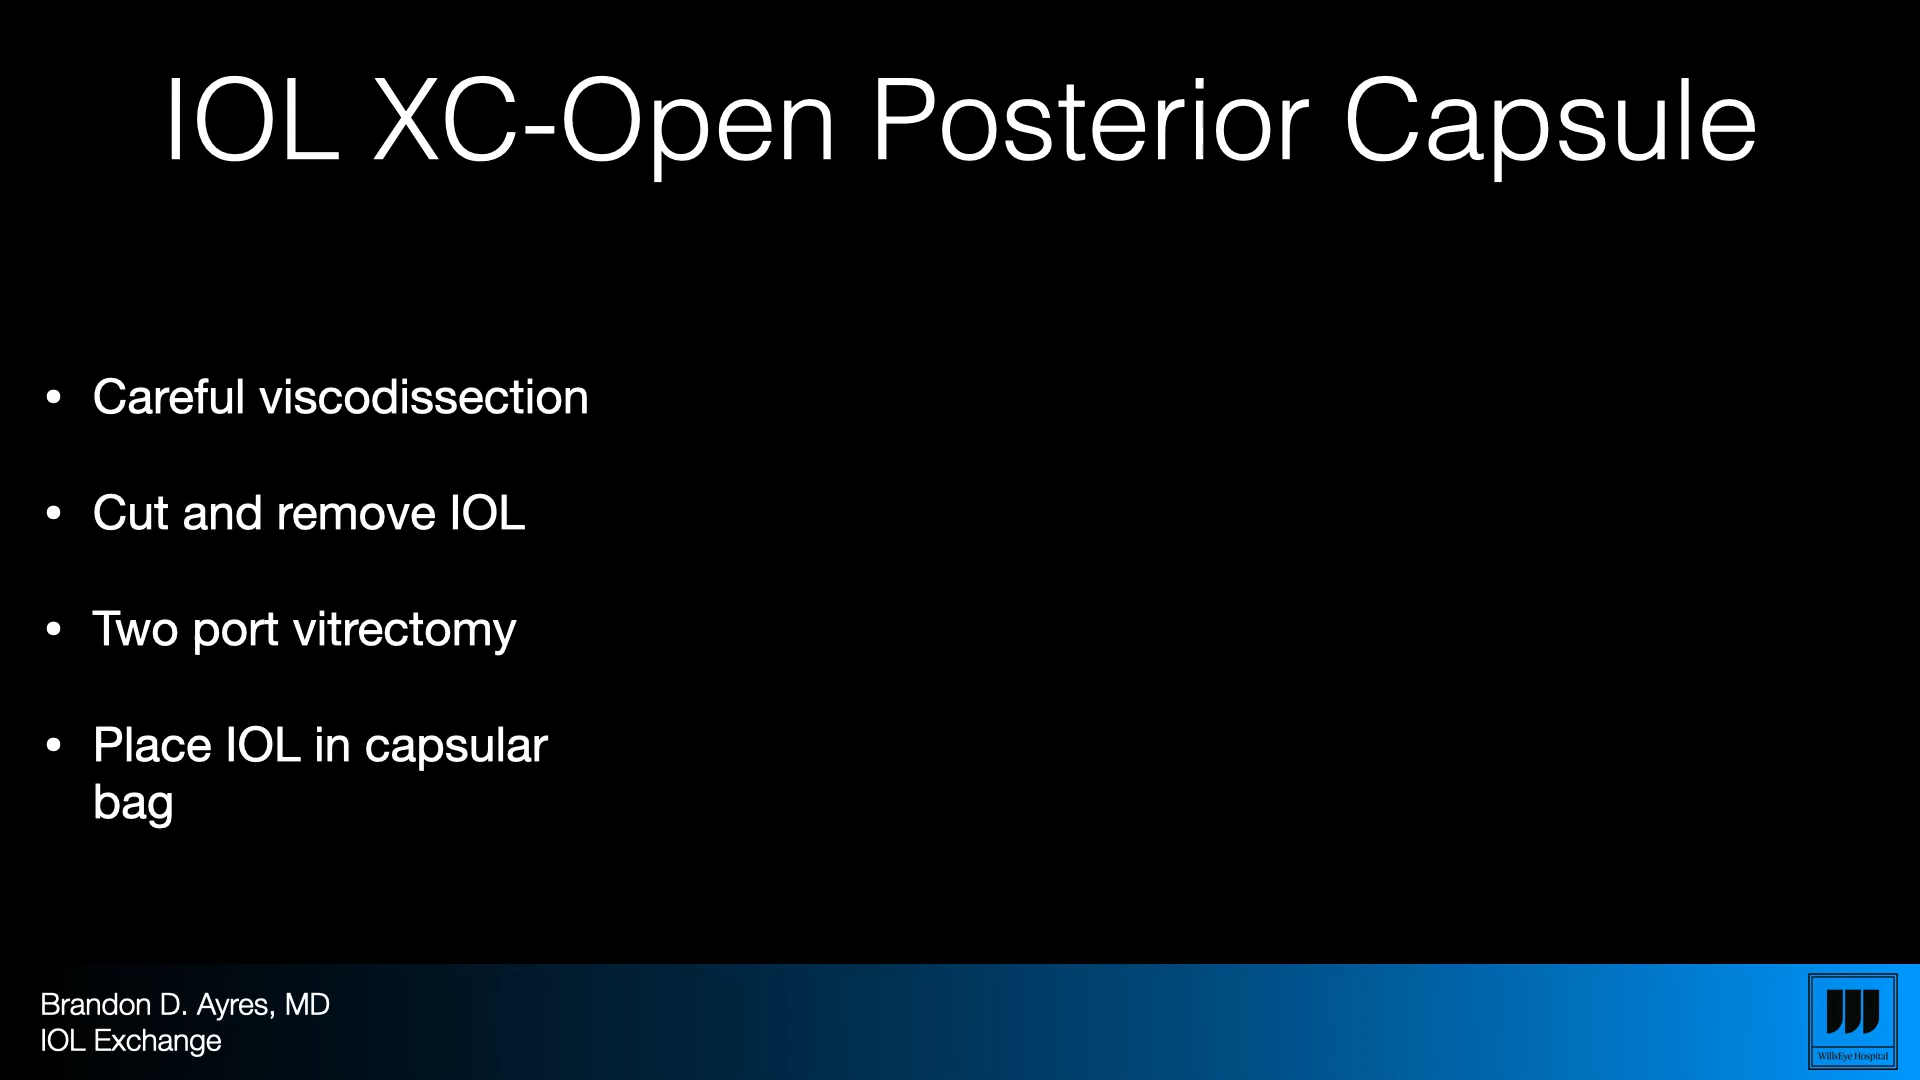 IOL XC-Open Posterior Capsule
• Careful viscodissection
• Cut and remove IOL
• Two port vitrectomy
• Place IOL in capsular
bag
Brandon D. Ayres, MD
IOL Exchange
WillsEye Hospital